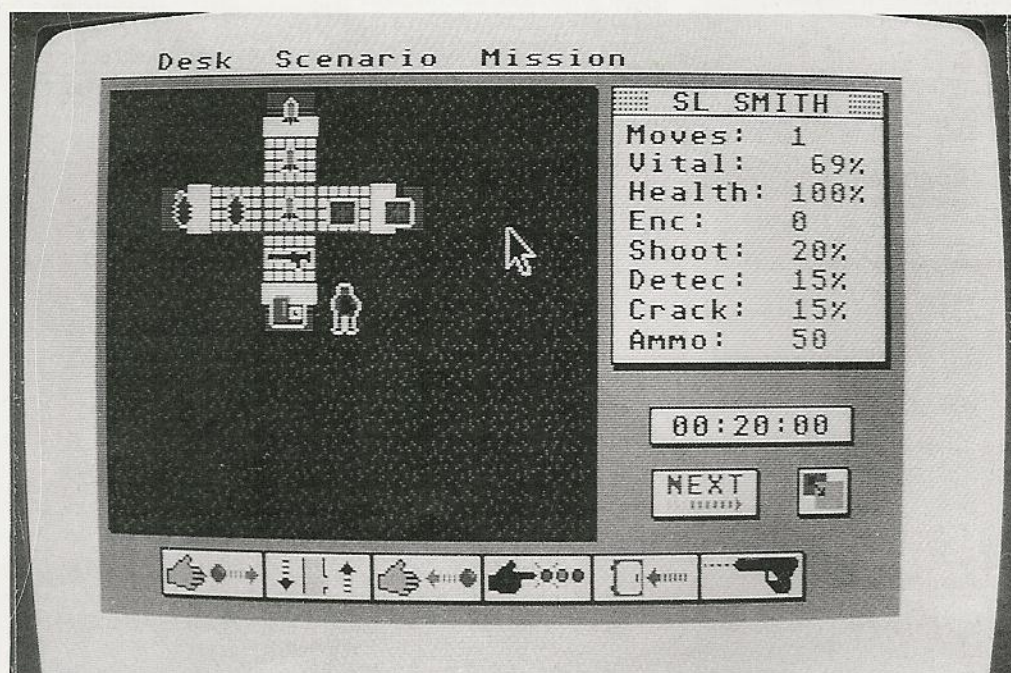 Desk Scenario Mission
SL SMITH
Moves: 1
Vital: 69%
Health: 100%
Enc: 0
Shoot: 20%
Detec: 15%
Crack: 15%
Ammo: 50
00:20:00
NEXT